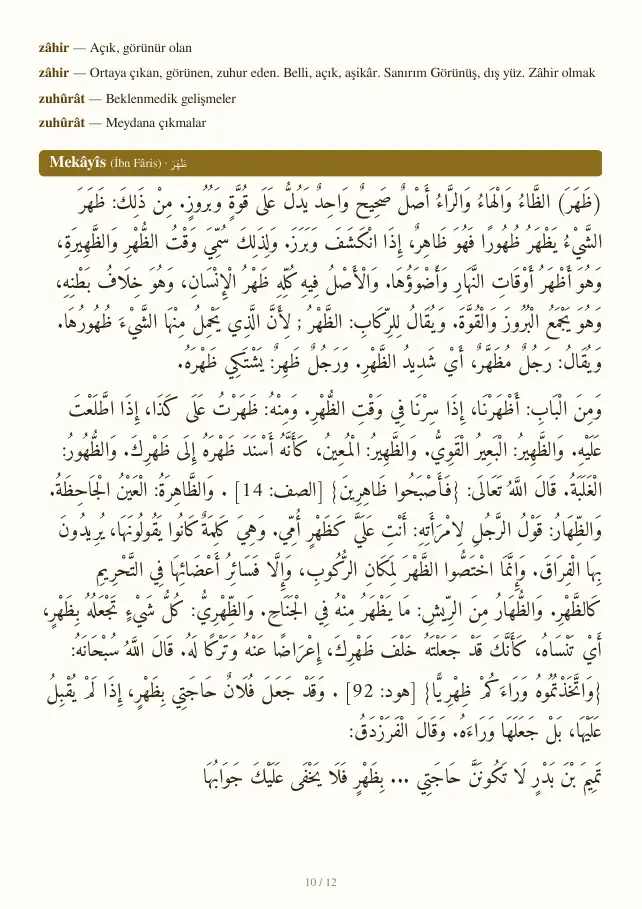 zâhir — Açık, görünür olan
zâhir — Ortaya çıkan, görünen, zuhur eden. Belli, açık, aşikâr. Sanırım Görünüş, dış yüz. Zâhir olmak
zuhûrât — Beklenmedik gelişmeler
zuhûrât — Meydana çıkmalar
Mekâyîs (İbn Fâris) · ظَهَرَ
(ظَهَرَ) الظَّاءُ وَالْهَاءُ وَالرَّاءُ أَصْلٌ صَحِيحٌ وَاحِدٌ يَدُلُّ عَلَى قُوَّةٍ وَبُرُوزٍ. مِنْ ذَلِكَ: ظَهَرَ
الشَّيْءُ يَظْهَرُ ظُهُورًا فَهُوَ ظَاهِرٌ، إِذَا انْكَشَفَ وَبَرَزَ. وَلِذَلِكَ سُمِّيَ وَقْتُ الظُّهْرِ وَالظَّهِيرَةِ،
وَهُوَ أَظْهَرُ أَوْقَاتِ النَّهَارِ وَأَضْوَؤُهَا. وَالْأَصْلُ فِيهِ كُلِّهِ ظَهْرُ الْإِنْسَانِ، وَهُوَ خِلَافُ بَطْنِهِ،
وَهُوَ يَجْمَعُ الْبُرُوزَ وَالْقُوَّةَ. وَيُقَالُ لِلرِّكَابِ: الظَّهْرُ ; لِأَنَّ الَّذِي يَحْمِلُ مِنْهَا الشَّيْءَ ظُهُورُهَا.
وَيُقَالُ: رَجُلٌ مُظَهَّرٌ، أَيْ شَدِيدُ الظَّهْرِ. وَرَجُلٌ ظَهِرٌ: يَشْتَكِي ظَهْرَهُ.
وَمِنَ الْبَابِ: أَظْهَرْنَا، إِذَا سِرْنَا فِي وَقْتِ الظُّهْرِ. وَمِنْهُ: ظَهَرْتُ عَلَى كَذَا، إِذَا اطَّلَعْتَ
عَلَيْهِ. وَالظَّهِيرُ: الْبَعِيرُ الْقَوِيُّ. وَالظَّهِيرُ: الْمُعِينُ، كَأَنَّهُ أَسْنَدَ ظَهْرَهُ إِلَى ظَهْرِكَ. وَالظُّهُورُ:
الْغَلَبَةُ. قَالَ اللَّهُ تَعَالَى: {فَأَصْبَحُوا ظَاهِرِينَ} [الصف: 14] . وَالظَّاهِرَةُ: الْعَيْنُ الْجَاحِظَةُ.
وَالظِّهَارُ: قَوْلُ الرَّجُلِ لِامْرَأَتِهِ: أَنْتِ عَلَيَّ كَظَهْرِ أُمِّي. وَهِيَ كَلِمَةٌ كَانُوا يَقُولُونَهَا، يُرِيدُونَ
بِهَا الْفِرَاقَ. وَإِنَّمَا اخْتَصُّوا الظَّهْرَ لِمَكَانِ الرُّكُوبِ، وَإِلَّا فَسَائِرُ أَعْضَائِهَا فِي التَّحْرِيمِ
كَالظَّهْرِ. وَالظُّهَارُ مِنَ الرِّيشِ: مَا يَظْهَرُ مِنْهُ فِي الْجَنَاحِ. وَالظِّهْرِيُّ: كُلُّ شَيْءٍ تَجْعَلُهُ بِظَهْرٍ،
أَيْ تَنْسَاهُ، كَأَنَّكَ قَدْ جَعَلْتَهُ خَلْفَ ظَهْرِكَ، إِعْرَاضًا عَنْهُ وَتَرْكًا لَهُ. قَالَ اللَّهُ سُبْحَانَهُ:
{وَاتَّخَذْتُمُوهُ وَرَاءَكُمْ ظِهْرِيًّا} [هود: 92] . وَقَدْ جَعَلَ فُلَانٌ حَاجَتِي بِظَهْرٍ، إِذَا لَمْ يُقْبِلُ
عَلَيْهَا، بَلْ جَعَلَهَا وَرَاءَهُ. وَقَالَ الْفَرَزْدَقُ:
تَمِيمَ بْنَ بَدْرٍ لَا تَكُونَنَّ حَاجَتِي ... بِظَهْرٍ فَلَا يَخْفَى عَلَيْكَ جَوَابُهَا
10 / 12